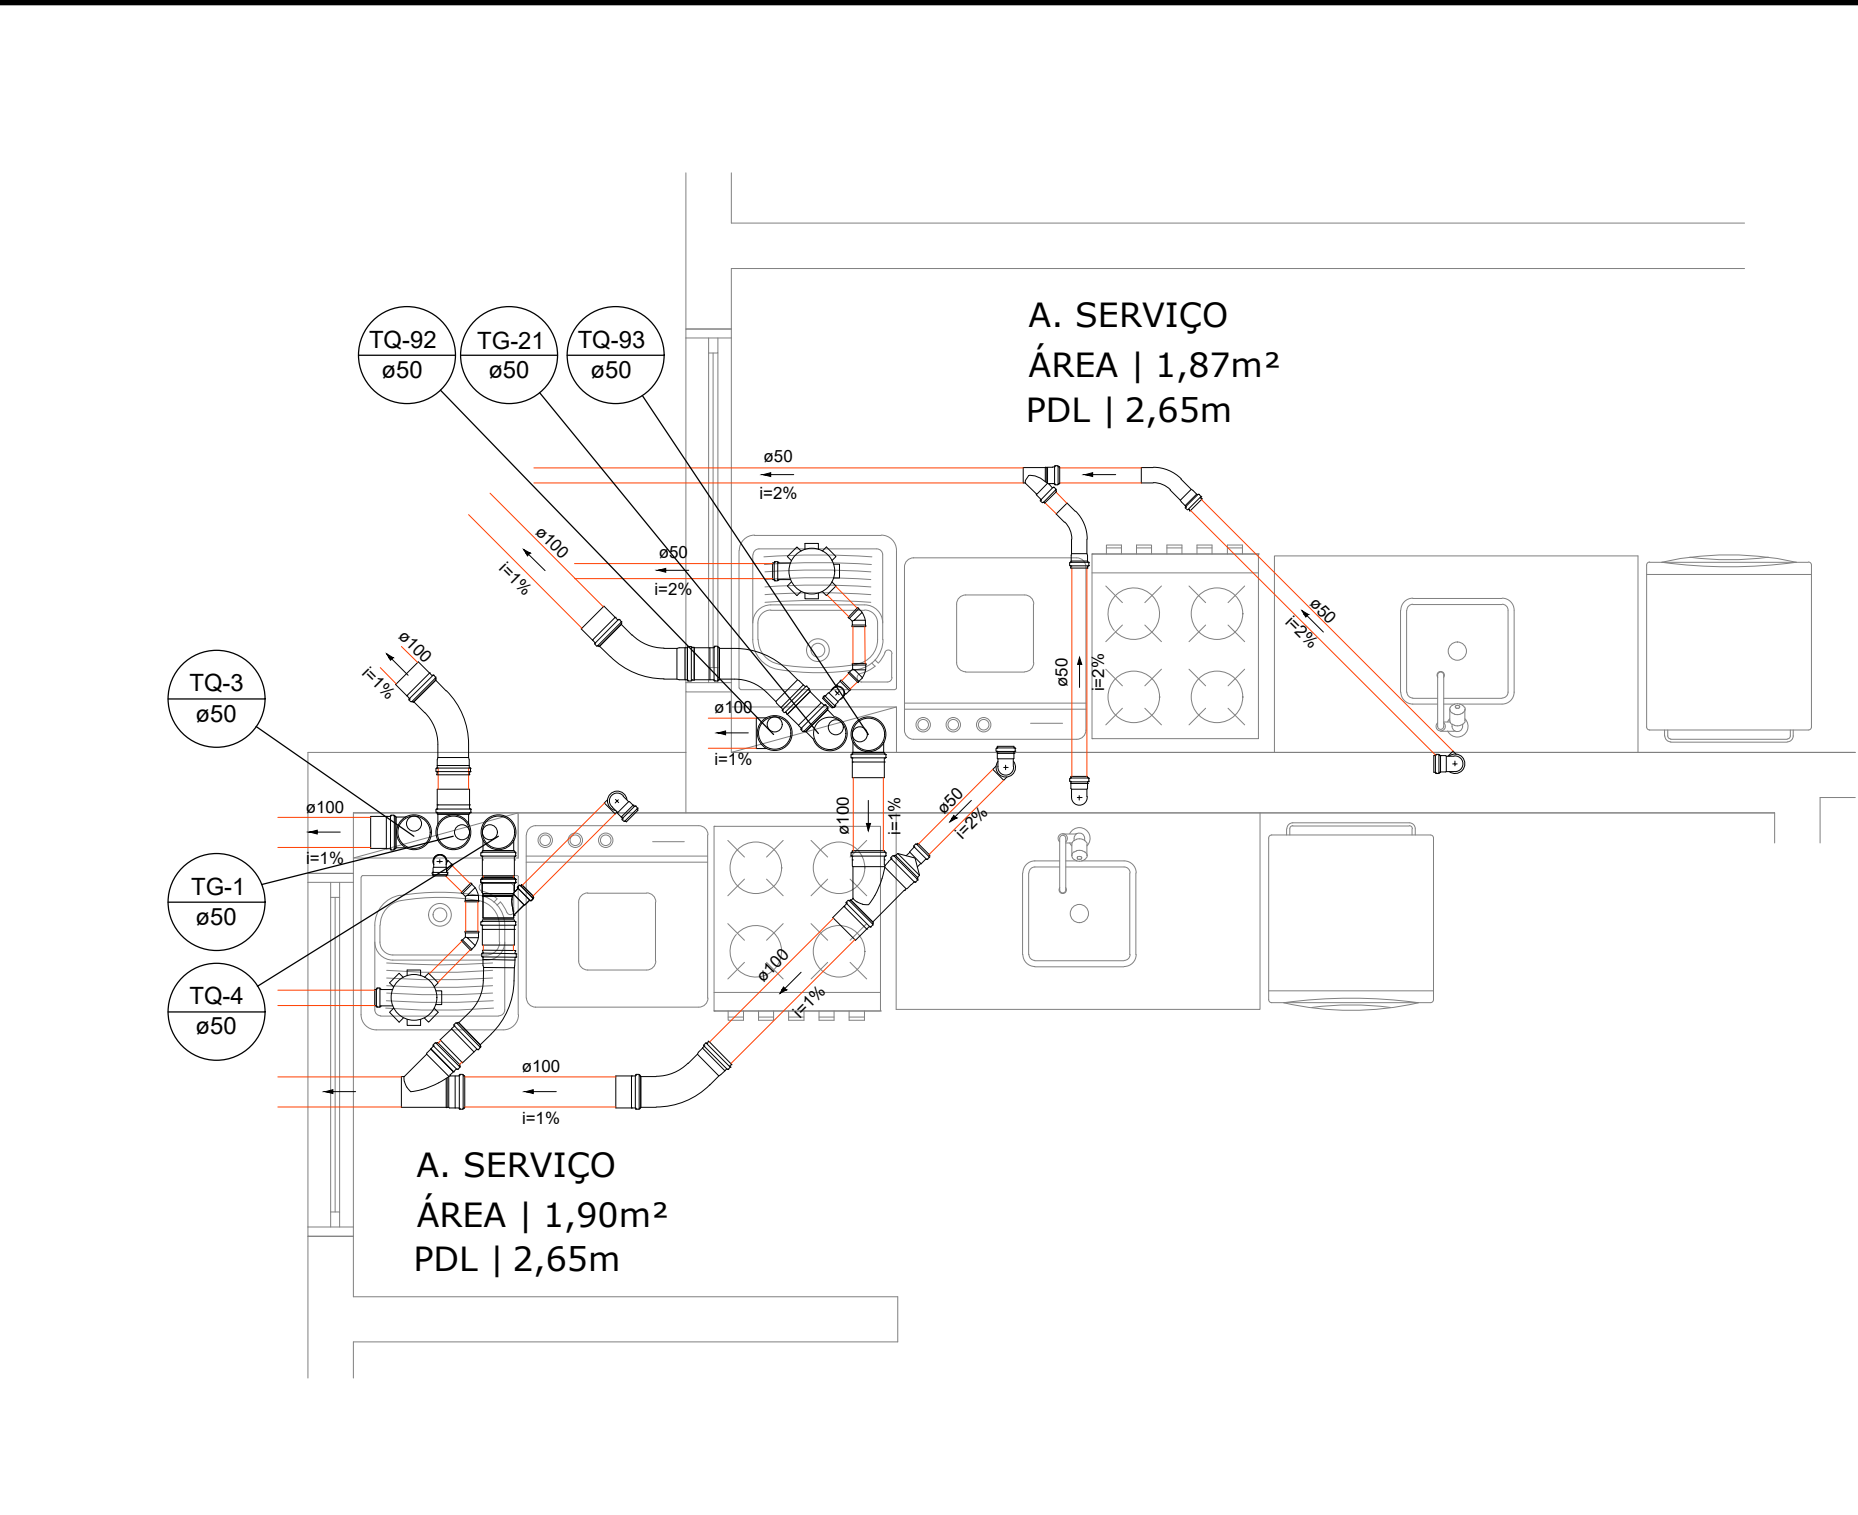 A. SERVIÇO
ÁREA | 1,87m²
PDL | 2,65m
TQ-92
ø50
TG-21
ø50
TQ-93
ø50
ø50
i=2%
ø100
i=1%
ø50
i=2%
ø50
i=2%
ø50
i=2%
ø100
i=1%
TQ-3
ø50
ø100
i=1%
ø100
i=1%
ø100
i=1%
ø50
i=2%
TG-1
ø50
TQ-4
ø50
ø100
i=1%
ø100
i=1%
A. SERVIÇO
ÁREA | 1,90m²
PDL | 2,65m